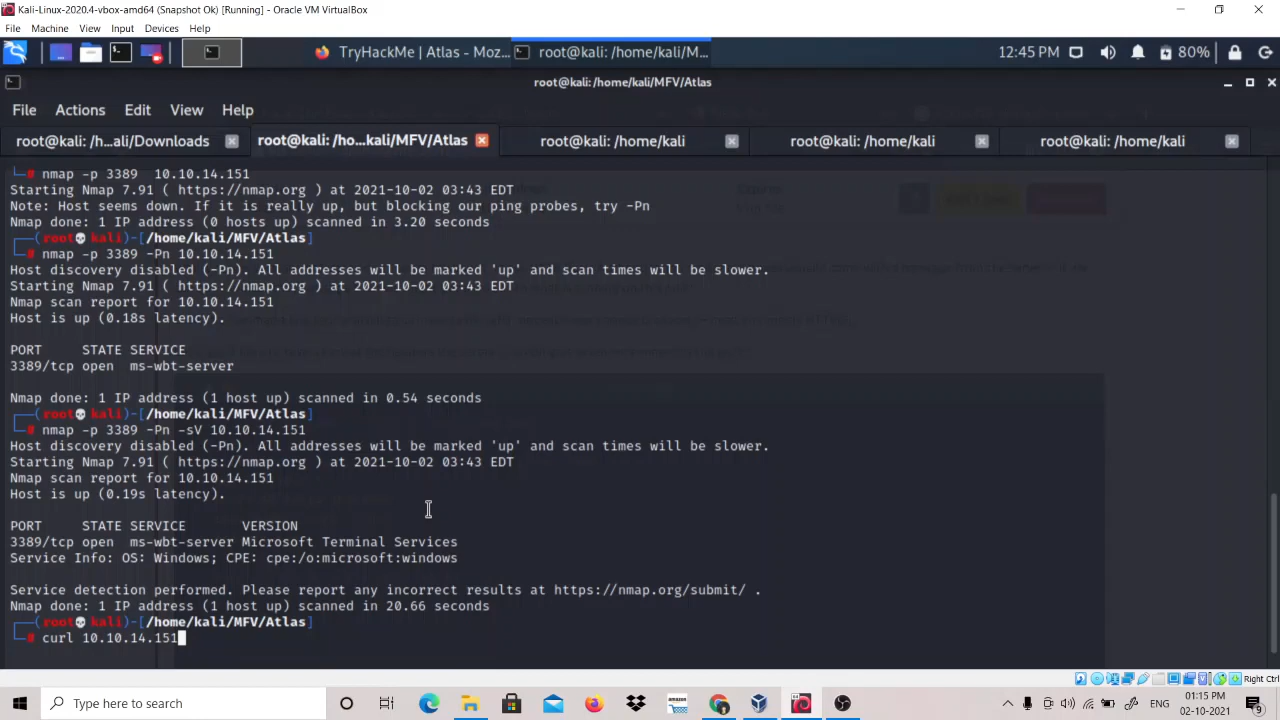 Kali-Linux-2020.4-vbox-amd64 (Snapshot Ok) [Running] - Oracle VM VirtualBox
File Machine View Input Devices Help
TryHackMe | Atlas - Moz... root@kali: /home/kali/M... 12:45 PM 80%
root@kali: /home/kali/MFV/Atlas
File Actions Edit View Help
root@kali: /h...ali/Downloads root@kali: /ho...kali/MFV/Atlas root@kali: /home/kali root@kali: /home/kali root@kali: /home/kali
# nmap -p 3389  10.10.14.151
Starting Nmap 7.91 ( https://nmap.org ) at 2021-10-02 03:43 EDT
Note: Host seems down. If it is really up, but blocking our ping probes, try -Pn
Nmap done: 1 IP address (0 hosts up) scanned in 3.20 seconds
(root💀kali)-[/home/kali/MFV/Atlas]
# nmap -p 3389 -Pn 10.10.14.151
Host discovery disabled (-Pn). All addresses will be marked 'up' and scan times will be slower.
Starting Nmap 7.91 ( https://nmap.org ) at 2021-10-02 03:43 EDT
Nmap scan report for 10.10.14.151
Host is up (0.18s latency).
PORT     STATE SERVICE
3389/tcp open  ms-wbt-server
Nmap done: 1 IP address (1 host up) scanned in 0.54 seconds
(root💀kali)-[/home/kali/MFV/Atlas]
# nmap -p 3389 -Pn -sV 10.10.14.151
Host discovery disabled (-Pn). All addresses will be marked 'up' and scan times will be slower.
Starting Nmap 7.91 ( https://nmap.org ) at 2021-10-02 03:43 EDT
Nmap scan report for 10.10.14.151
Host is up (0.19s latency).
PORT     STATE SERVICE       VERSION
3389/tcp open  ms-wbt-server Microsoft Terminal Services
Service Info: OS: Windows; CPE: cpe:/o:microsoft:windows
Service detection performed. Please report any incorrect results at https://nmap.org/submit/ .
Nmap done: 1 IP address (1 host up) scanned in 20.66 seconds
(root💀kali)-[/home/kali/MFV/Atlas]
# curl 10.10.14.151
Right Ctrl
Type here to search amazon ENG 01:15 PM
02-10-2021 9